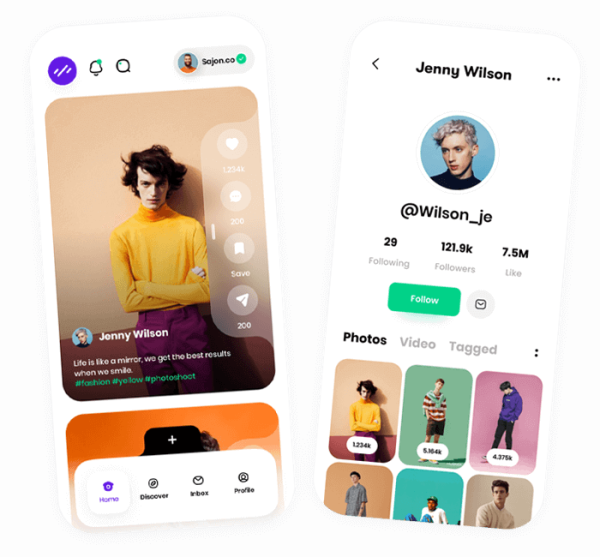 Sajon.co
1,234k
200
Save
200
Jenny Wilson
Life is like a mirror, we get the best results
when we smile.
#fashion #yellow #photoshoot
Home
Discover
Inbox
Profile
Jenny Wilson
@Wilson_je
29
Following
121.9k
Followers
7.5M
Like
Follow
Photos Video Tagged
1.234k
5.164k
4.375k